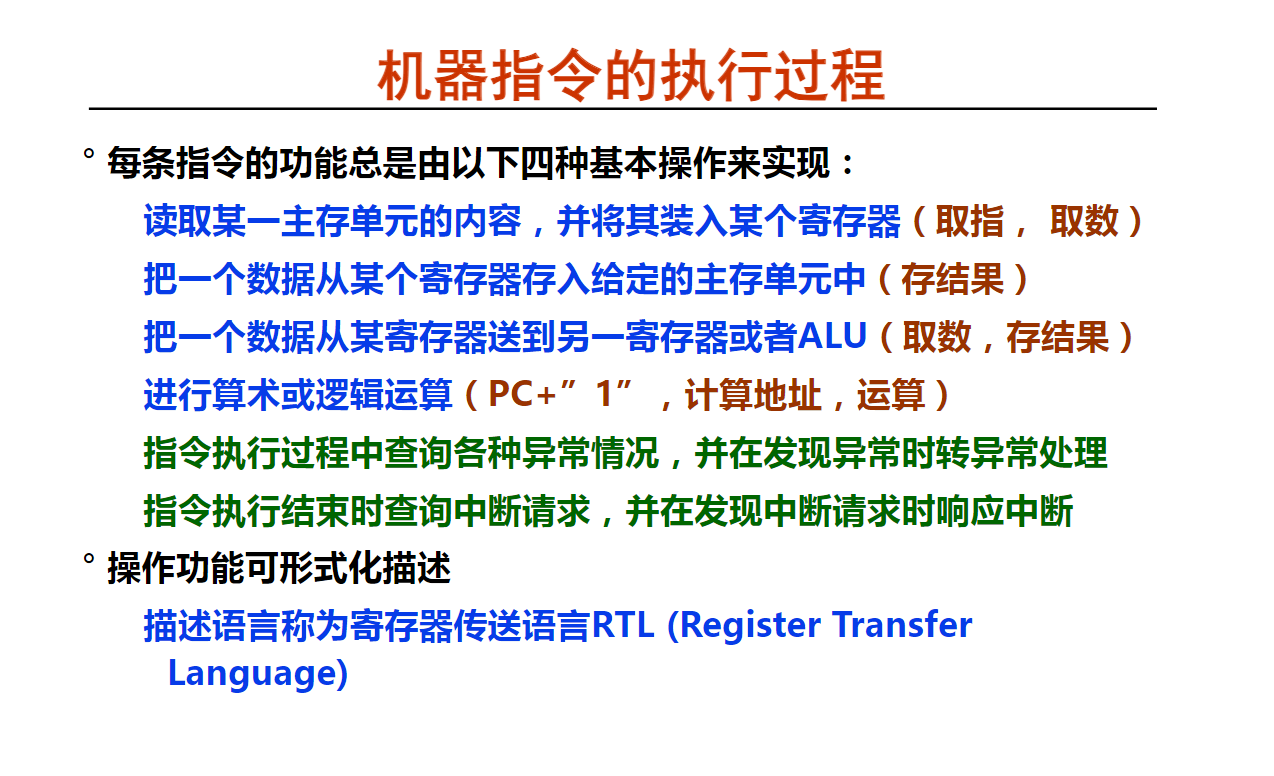 机器指令的执行过程
° 每条指令的功能总是由以下四种基本操作来实现：
读取某一主存单元的内容，并将其装入某个寄存器（取指， 取数）
把一个数据从某个寄存器存入给定的主存单元中（存结果）
把一个数据从某寄存器送到另一寄存器或者ALU（取数，存结果）
进行算术或逻辑运算（PC+”1”，计算地址，运算）
指令执行过程中查询各种异常情况，并在发现异常时转异常处理
指令执行结束时查询中断请求，并在发现中断请求时响应中断
° 操作功能可形式化描述
描述语言称为寄存器传送语言RTL (Register Transfer
Language)